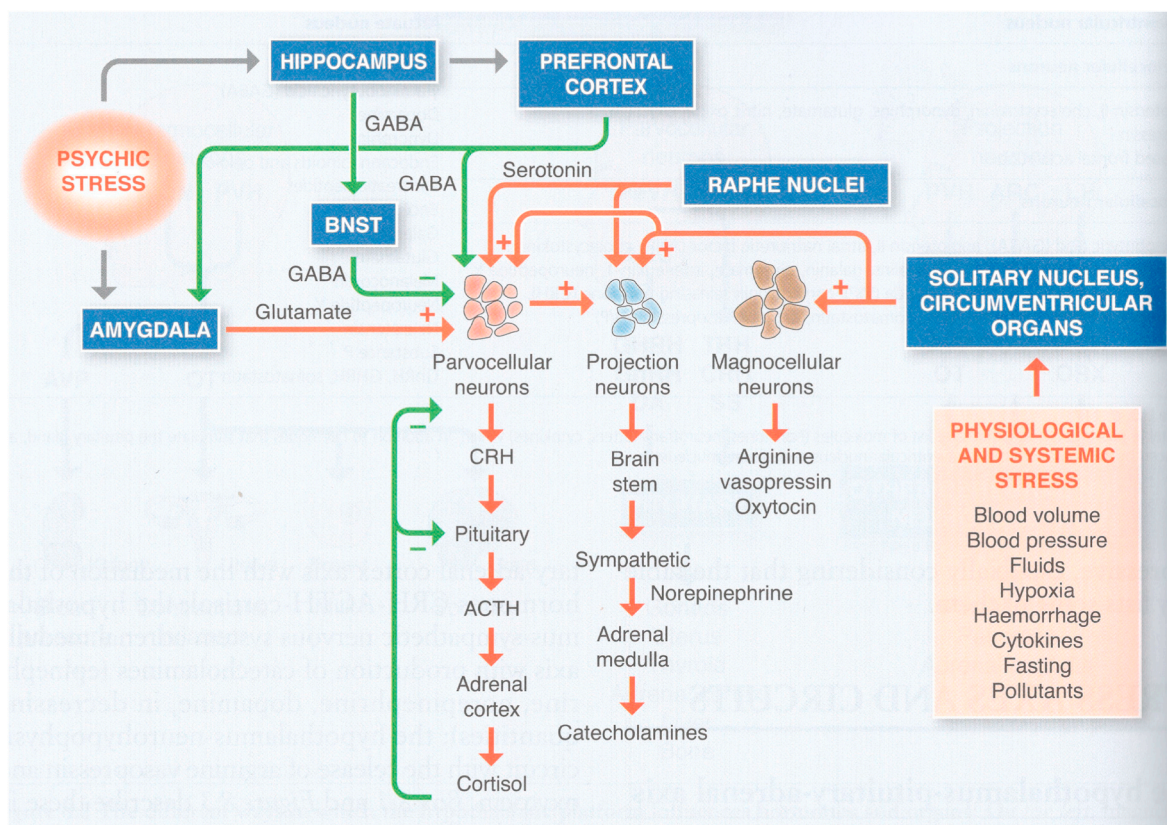 HIPPOCAMPUS
PREFRONTAL
CORTEX
GABA
PSYCHIC
STRESS
GABA
Serotonin
RAPHE NUCLEI
BNST
+
+
SOLITARY NUCLEUS,
CIRCUMVENTRICULAR
ORGANS
GABA
–
+
+
AMYGDALA
Glutamate
+
Parvocellular
neurons
Projection
neurons
Magnocellular
neurons
–
CRH
Brain
stem
Arginine
vasopressin
Oxytocin
PHYSIOLOGICAL
AND SYSTEMIC
STRESS
Blood volume
Blood pressure
Fluids
Hypoxia
Haemorrhage
Cytokines
Fasting
Pollutants
Pituitary
–
Sympathetic
Norepinephrine
ACTH
Adrenal
medulla
Adrenal
cortex
Catecholamines
Cortisol